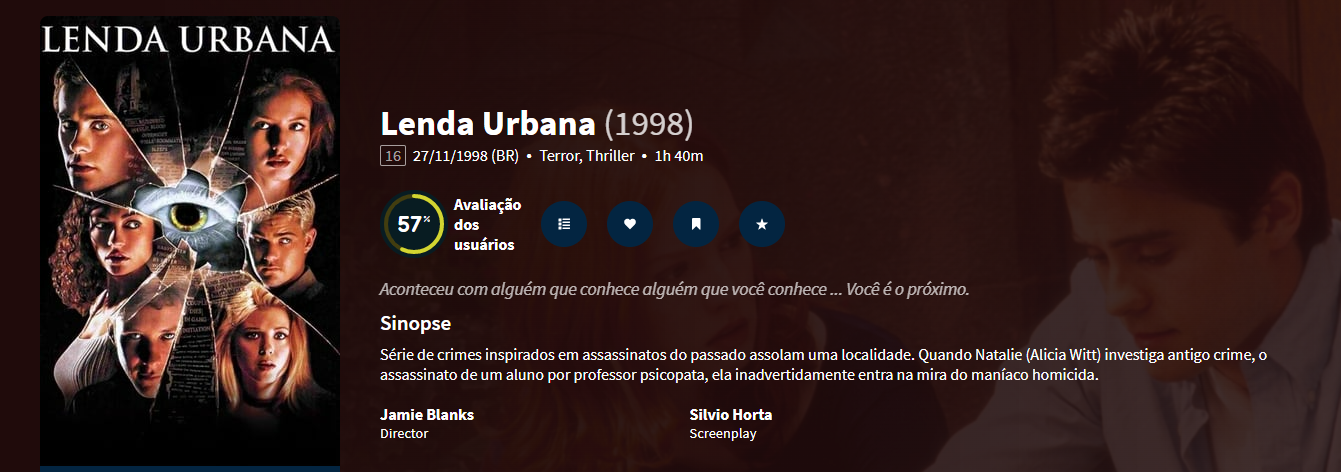 LENDA URBANA
Lenda Urbana (1998)
16 27/11/1998 (BR) • Terror, Thriller • 1h 40m
57%
Avaliação
dos
usuários
Aconteceu com alguém que conhece alguém que você conhece ... Você é o próximo.
Sinopse
Série de crimes inspirados em assassinatos do passado assolam uma localidade. Quando Natalie (Alicia Witt) investiga antigo crime, o
assassinato de um aluno por professor psicopata, ela inadvertidamente entra na mira do maníaco homicida.
Jamie Blanks
Director
Silvio Horta
Screenplay